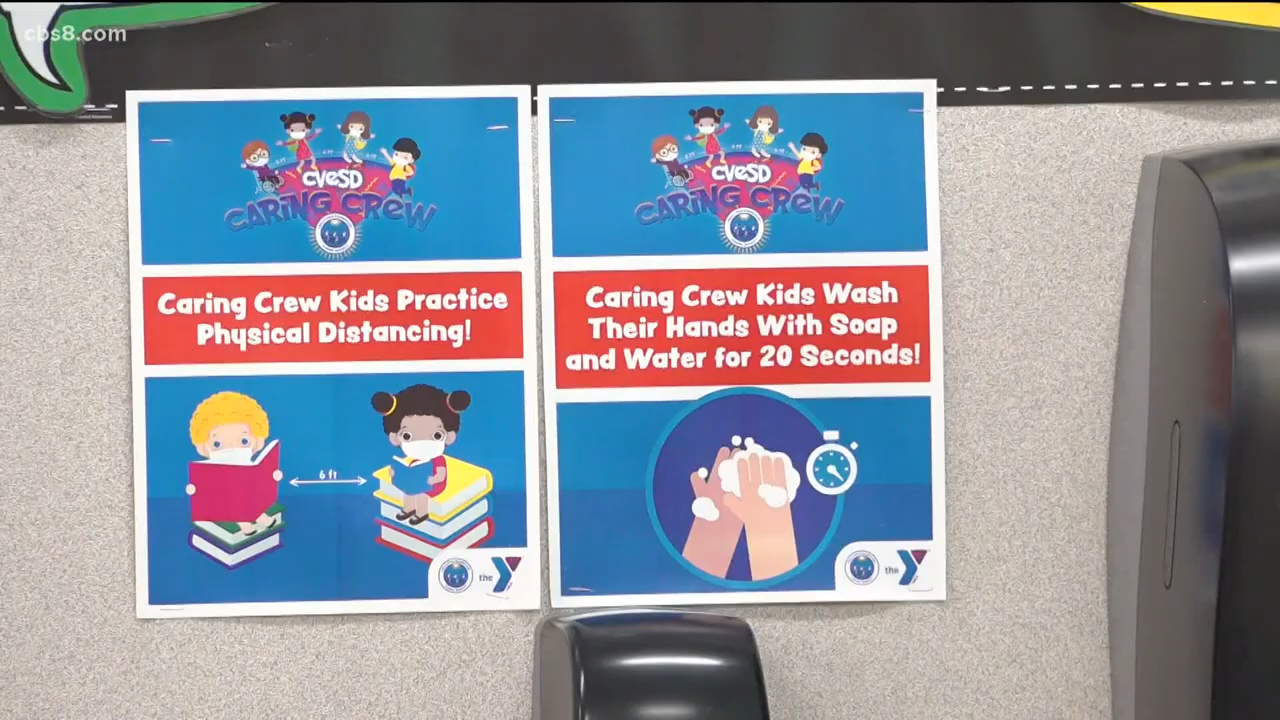 cbs8.com
CVeSD
CARING CREW
Caring Crew Kids Practice
Physical Distancing!
6 ft
the Y
CVeSD
CARING CREW
Caring Crew Kids Wash
Their Hands With Soap
and Water for 20 Seconds!
the Y